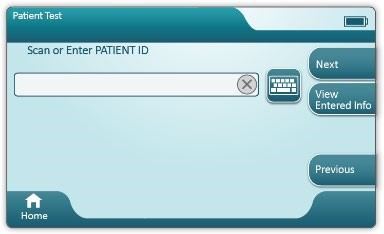 Patient Test
Scan or Enter PATIENT ID
Next
View
Entered Info
Previous
Home